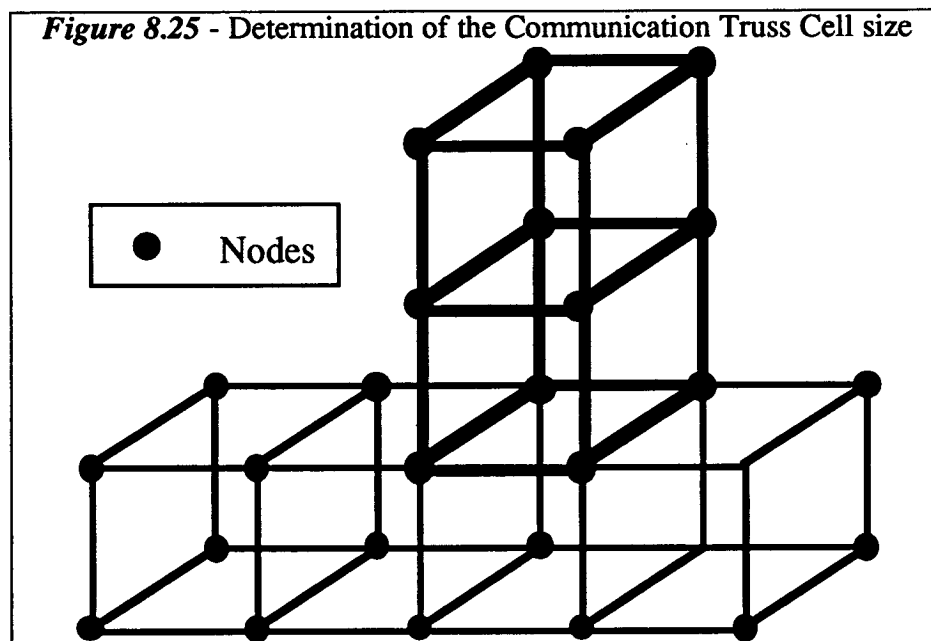 Figure 8.25 - Determination of the Communication Truss Cell size
Nodes